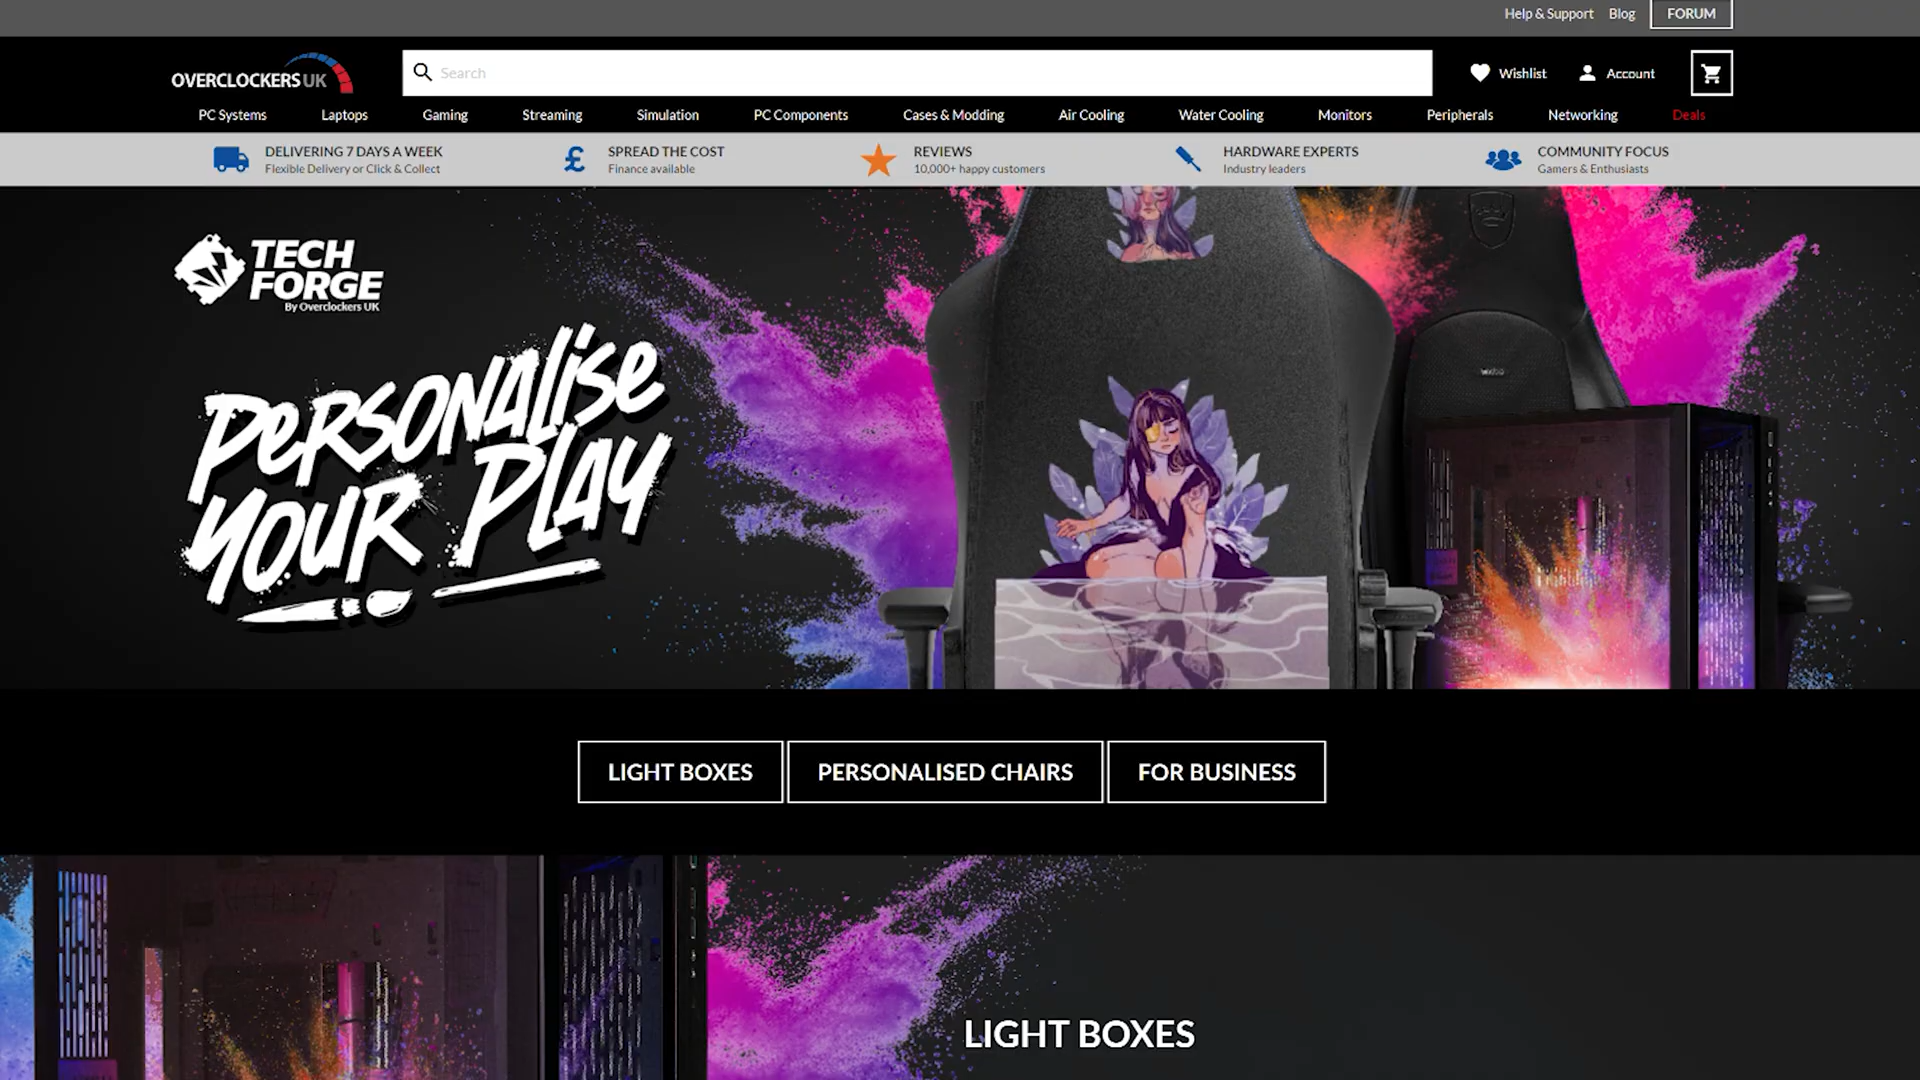 Help & Support Blog FORUM
OVERCLOCKERS UK Search Wishlist Account
PC Systems Laptops Gaming Streaming Simulation PC Components Cases & Modding Air Cooling Water Cooling Monitors Peripherals Networking Deals
DELIVERING 7 DAYS A WEEK
Flexible Delivery or Click & Collect
SPREAD THE COST
Finance available
REVIEWS
10,000+ happy customers
HARDWARE EXPERTS
Industry leaders
COMMUNITY FOCUS
Gamers & Enthusiasts
TECH
FORGE
By Overclockers UK
PERSONALISE
YOUR PLAY
LIGHT BOXES PERSONALISED CHAIRS FOR BUSINESS
LIGHT BOXES